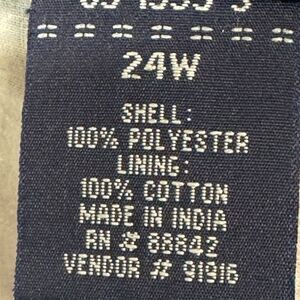 24W
SHELL:
100% POLYESTER
LINING:
100% COTTON
MADE IN INDIA
RN # 88842
VENDOR # 91916